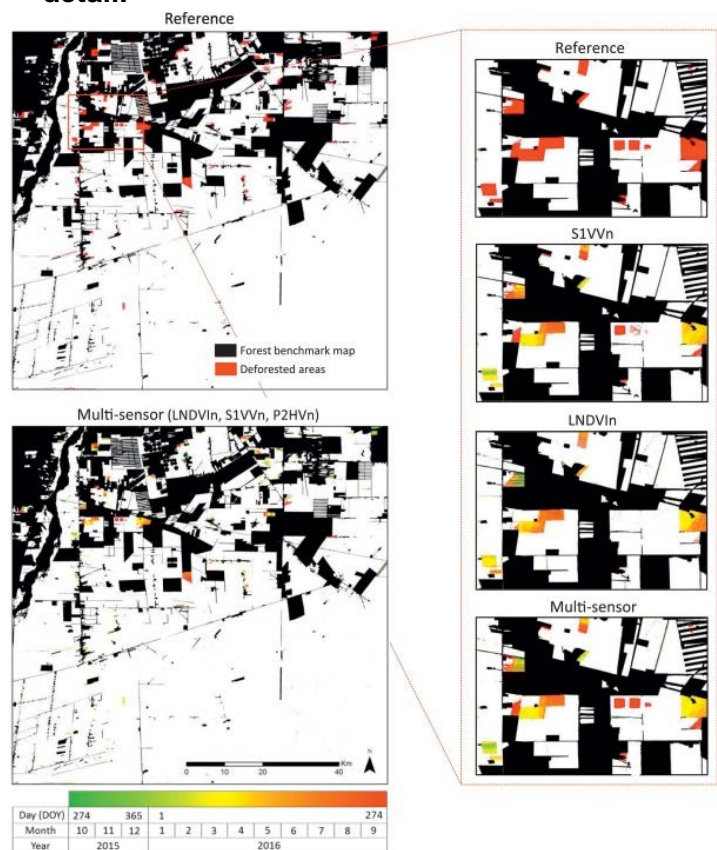 Reference
Forest benchmark map
Deforested areas
Multi-sensor (LNDVIn, S1VVn, P2HVn)
Km
N
0 10 20 40
Day (DOY) 274 365 1 274
Month 10 11 12 1 2 3 4 5 6 7 8 9
Year 2015 2016
Reference
S1VVn
LNDVIn
Multi-sensor